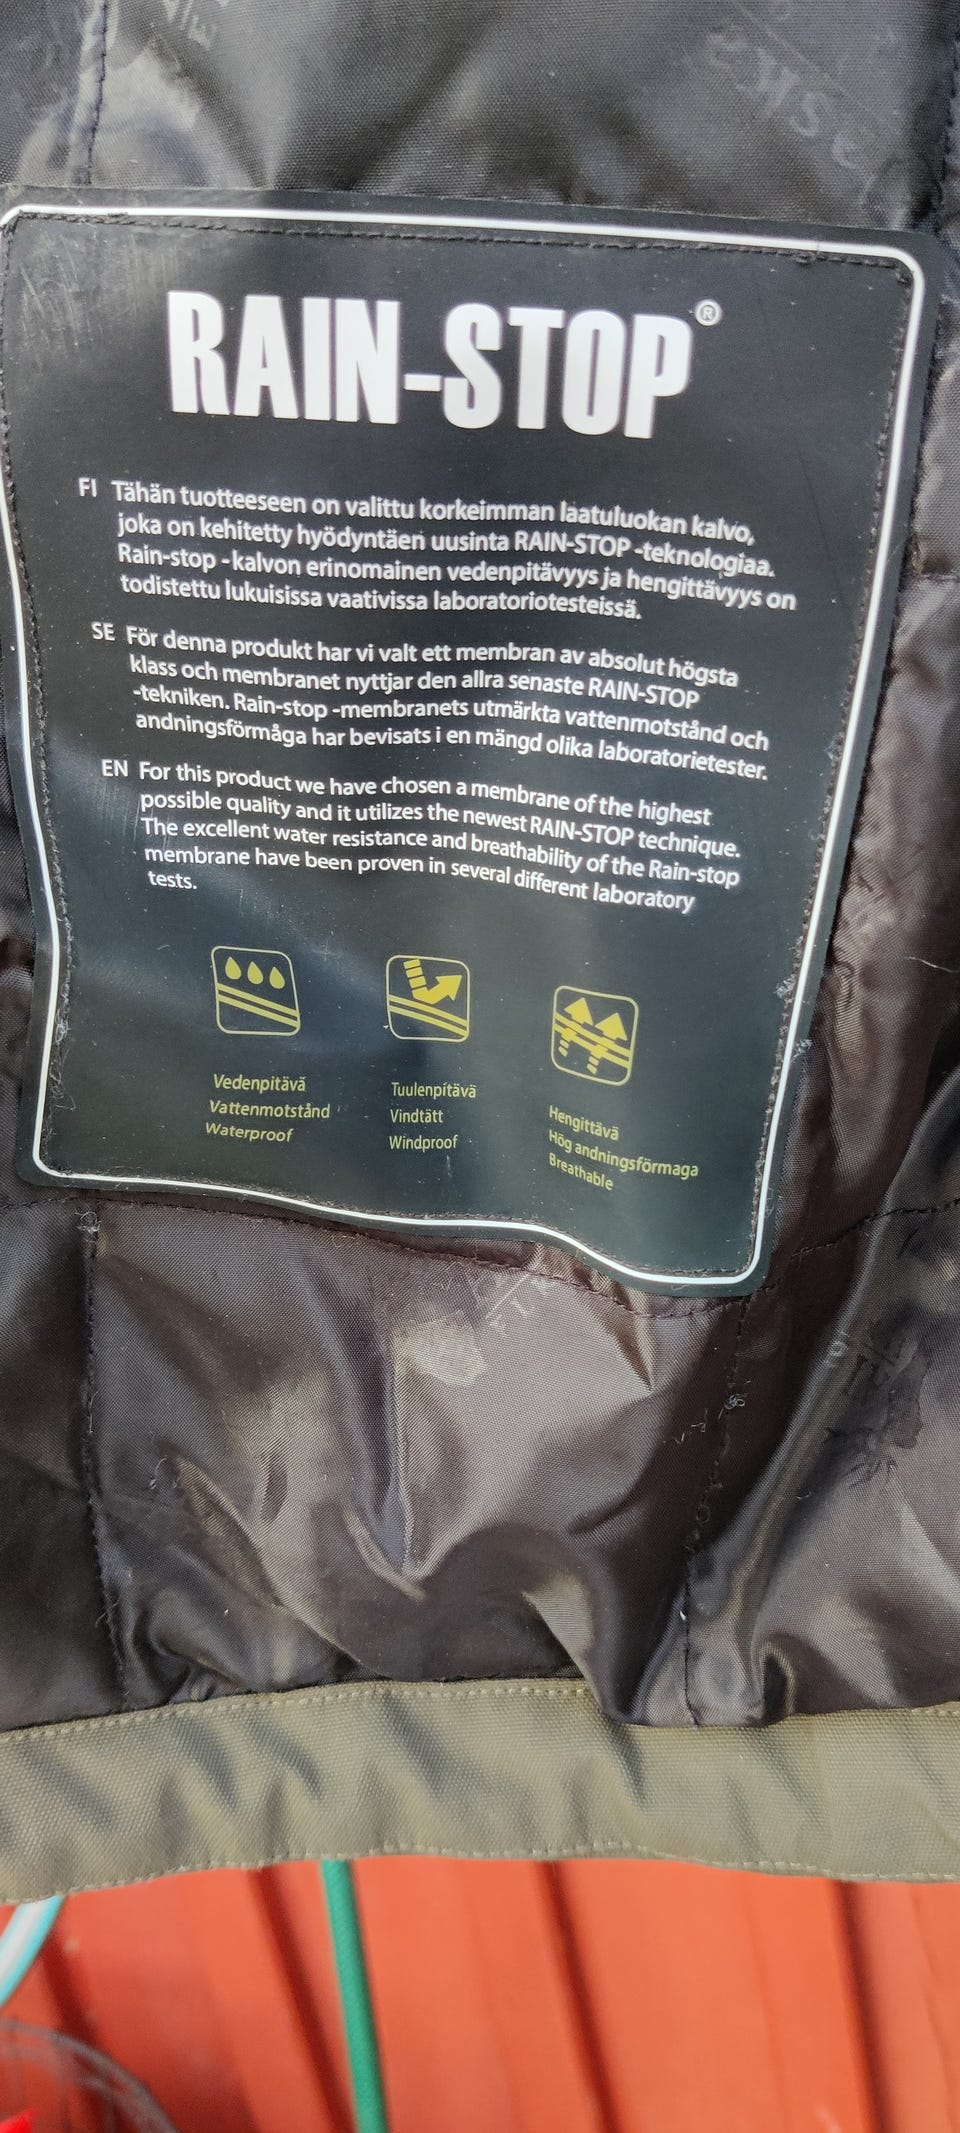 RAIN-STOP®
FI Tähän tuotteeseen on valittu korkeimman laatuluokan kalvo,
joka on kehitetty hyödyntäen uusinta RAIN-STOP -teknologiaa.
Rain-stop -kalvon erinomainen vedenpitävyys ja hengittävyys on
todistettu lukuisissa vaativissa laboratoriotesteissä.
SE För denna produkt har vi valt ett membran av absolut högsta
klass och membranet nyttjar den allra senaste RAIN-STOP
-tekniken. Rain-stop -membranets utmärkta vattenmotstånd och
andningsförmåga har bevisats i en mängd olika laboratorietester.
EN For this product we have chosen a membrane of the highest
possible quality and it utilizes the newest RAIN-STOP technique.
The excellent water resistance and breathability of the Rain-stop
membrane have been proven in several different laboratory
tests.
Vedenpitävä
Vattenmotstånd
Waterproof
Tuulenpitävä
Vindtätt
Windproof
Hengittävä
Hög andningsförmaga
Breathable